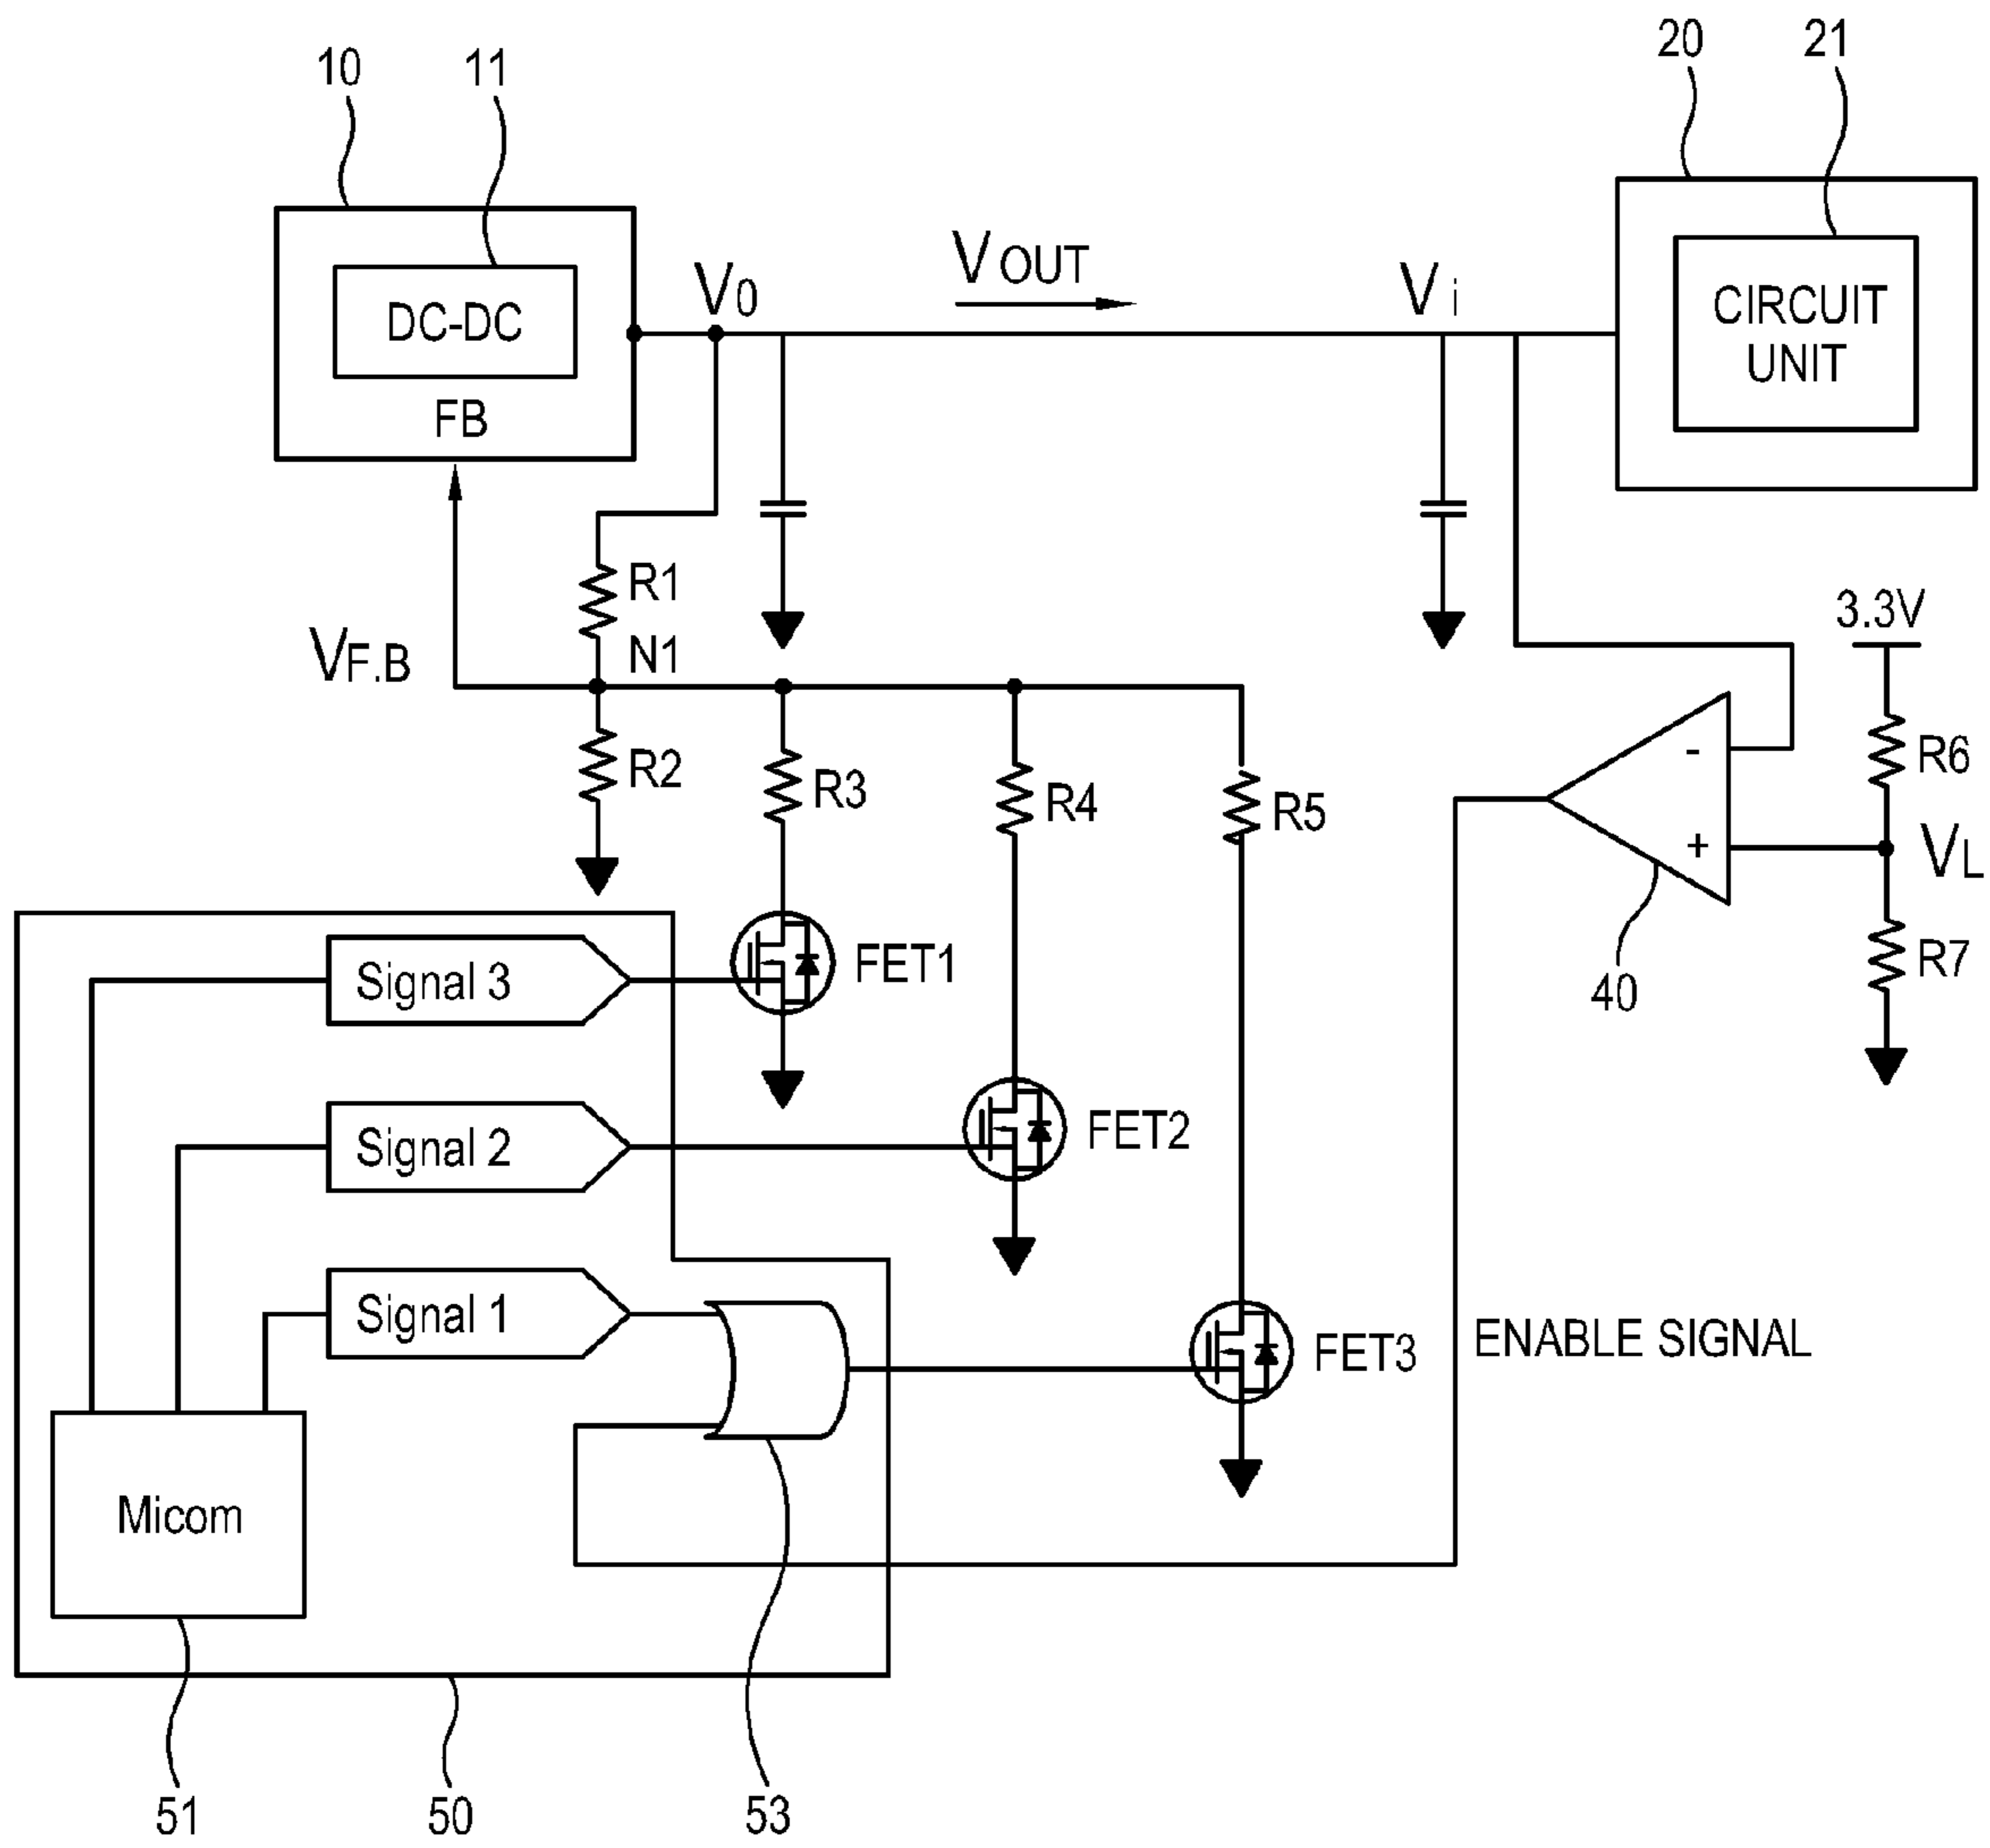 10
11
20
21
DC-DC
FB
V0
VOUT
Vi
CIRCUIT
UNIT
R1
N1
VF.B
3.3V
R2
R3
R4
R5
-
+
R6
VL
R7
40
Signal 3
FET1
Signal 2
FET2
Signal 1
FET3
ENABLE SIGNAL
Micom
51
50
53